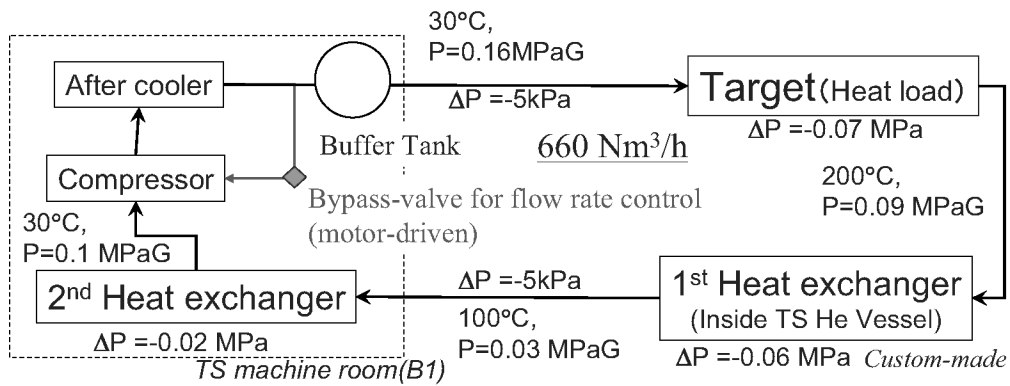 30°C,
P=0.16MPaG
After cooler
ΔP =-5kPa
Target(Heat load)
ΔP =-0.07 MPa
Buffer Tank
660 Nm³/h
Compressor
Bypass-valve for flow rate control
(motor-driven)
200°C,
P=0.09 MPaG
30°C,
P=0.1 MPaG
2nd Heat exchanger
ΔP =-0.02 MPa
ΔP =-5kPa
100°C,
P=0.03 MPaG
1st Heat exchanger
(Inside TS He Vessel)
ΔP =-0.06 MPa Custom-made
TS machine room(B1)